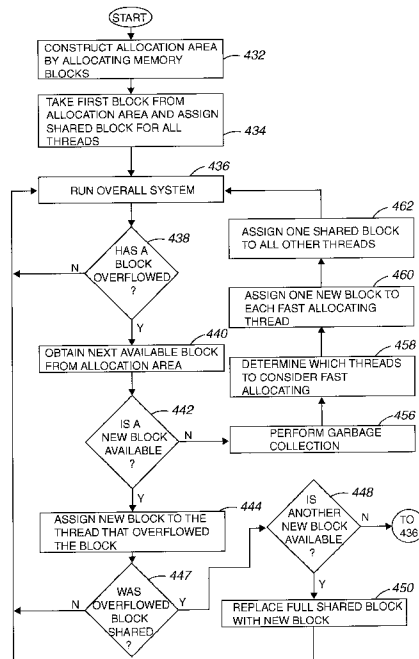 START
CONSTRUCT ALLOCATION AREA
BY ALLOCATING MEMORY
BLOCKS
432
TAKE FIRST BLOCK FROM
ALLOCATION AREA AND ASSIGN
SHARED BLOCK FOR ALL
THREADS
434
436
RUN OVERALL SYSTEM
438
HAS A
BLOCK
OVERFLOWED
?
N
Y
440
OBTAIN NEXT AVAILABLE BLOCK
FROM ALLOCATION AREA
442
IS A
NEW BLOCK
AVAILABLE
?
N
Y
462
ASSIGN ONE SHARED BLOCK
TO ALL OTHER THREADS
460
ASSIGN ONE NEW BLOCK TO
EACH FAST ALLOCATING
THREAD
458
DETERMINE WHICH THREADS
TO CONSIDER FAST
ALLOCATING
456
PERFORM GARBAGE
COLLECTION
444
ASSIGN NEW BLOCK TO THE
THREAD THAT OVERFLOWED
THE BLOCK
447
WAS
OVERFLOWED
BLOCK
SHARED
?
N
Y
448
IS
ANOTHER
NEW BLOCK
AVAILABLE
?
N
TO
436
Y
450
REPLACE FULL SHARED BLOCK
WITH NEW BLOCK